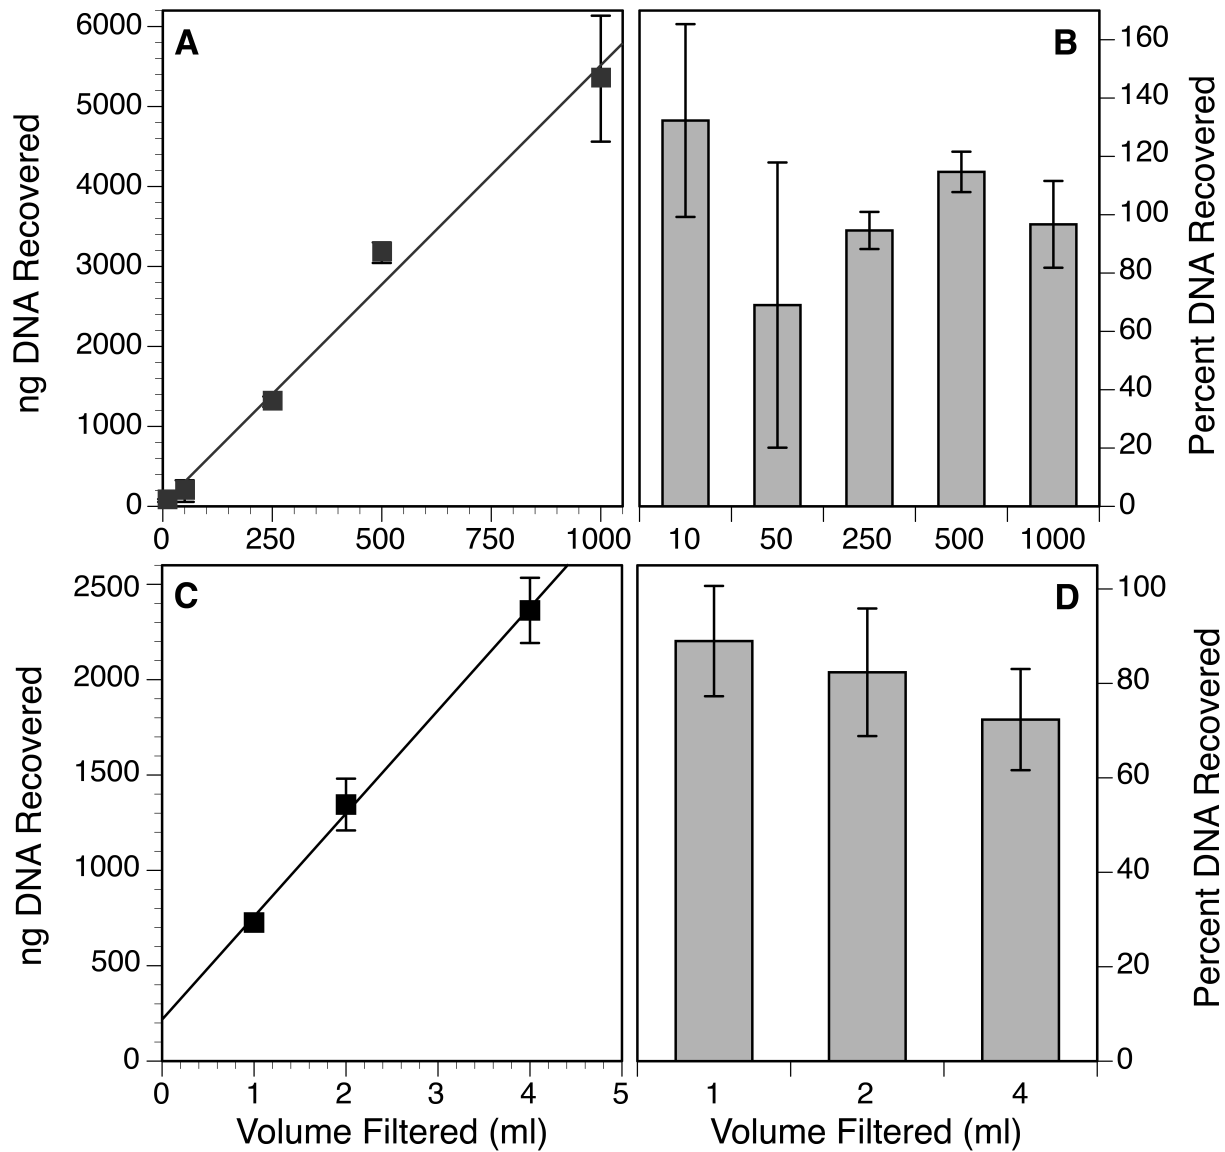 A
ng DNA Recovered
6000
5000
4000
3000
2000
1000
0
0 250 500 750 1000
B
160
140
120
100
80
60
40
20
0
Percent DNA Recovered
10 50 250 500 1000
C
ng DNA Recovered
2500
2000
1500
1000
500
0
0 1 2 3 4 5
Volume Filtered (ml)
D
100
80
60
40
20
0
Percent DNA Recovered
1 2 4
Volume Filtered (ml)